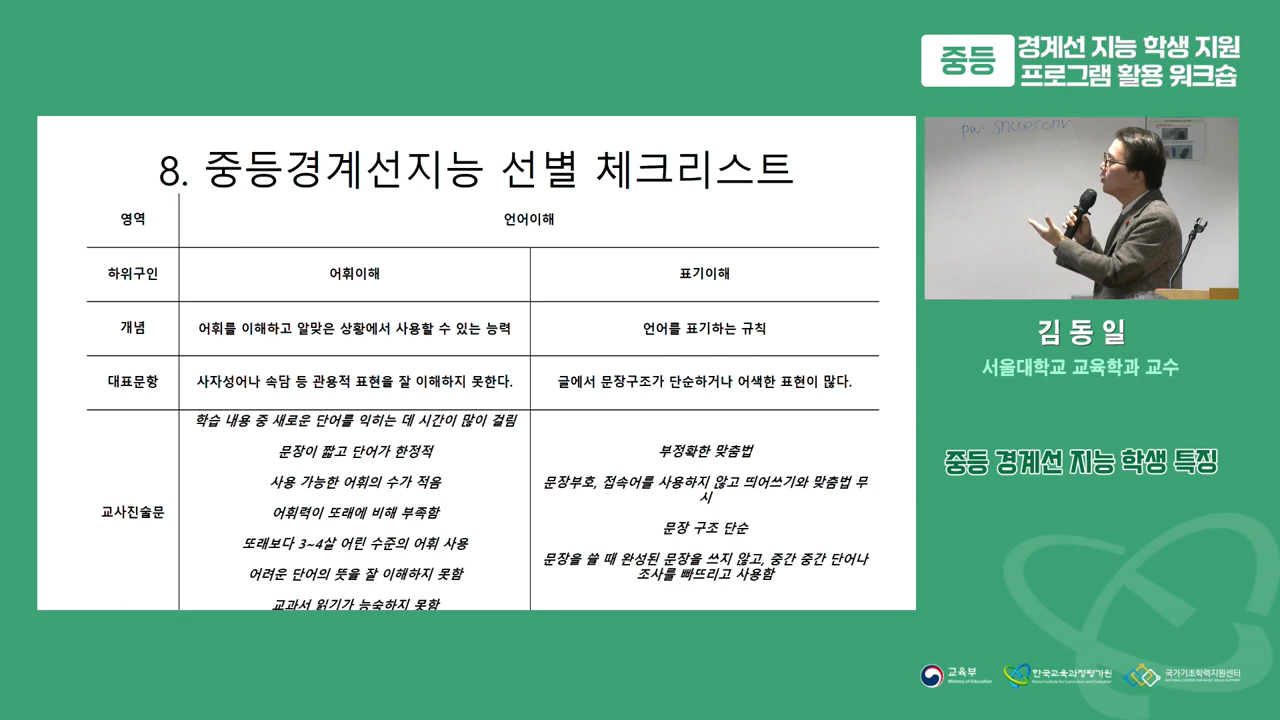 중등
경계선 지능 학생 지원
프로그램 활용 워크숍
8. 중등경계선지능 선별 체크리스트
영역
언어이해
하위구인
어휘이해
표기이해
개념
어휘를 이해하고 알맞은 상황에서 사용할 수 있는 능력
언어를 표기하는 규칙
대표문항
사자성어나 속담 등 관용적 표현을 잘 이해하지 못한다.
글에서 문장구조가 단순하거나 어색한 표현이 많다.
교사진술문
학습 내용 중 새로운 단어를 익히는 데 시간이 많이 걸림
문장이 짧고 단어가 한정적
사용 가능한 어휘의 수가 적음
어휘력이 또래에 비해 부족함
또래보다 3~4살 어린 수준의 어휘 사용
어려운 단어의 뜻을 잘 이해하지 못함
교과서 읽기가 능숙하지 못함
부정확한 맞춤법
문장부호, 접속어를 사용하지 않고 띄어쓰기와 맞춤법 무
시
문장 구조 단순
문장을 쓸 때 완성된 문장을 쓰지 않고, 중간 중간 단어나
조사를 빠뜨리고 사용함
pw: snueconv
김동일
서울대학교 교육학과 교수
중등 경계선 지능 학생 특징
교육부
Ministry of Education
한국교육과정평가원
Korea Institute for Curriculum and Evaluation
국가기초학력지원센터
NATIONAL CENTER FOR BASIC SKILLS SUPPORT